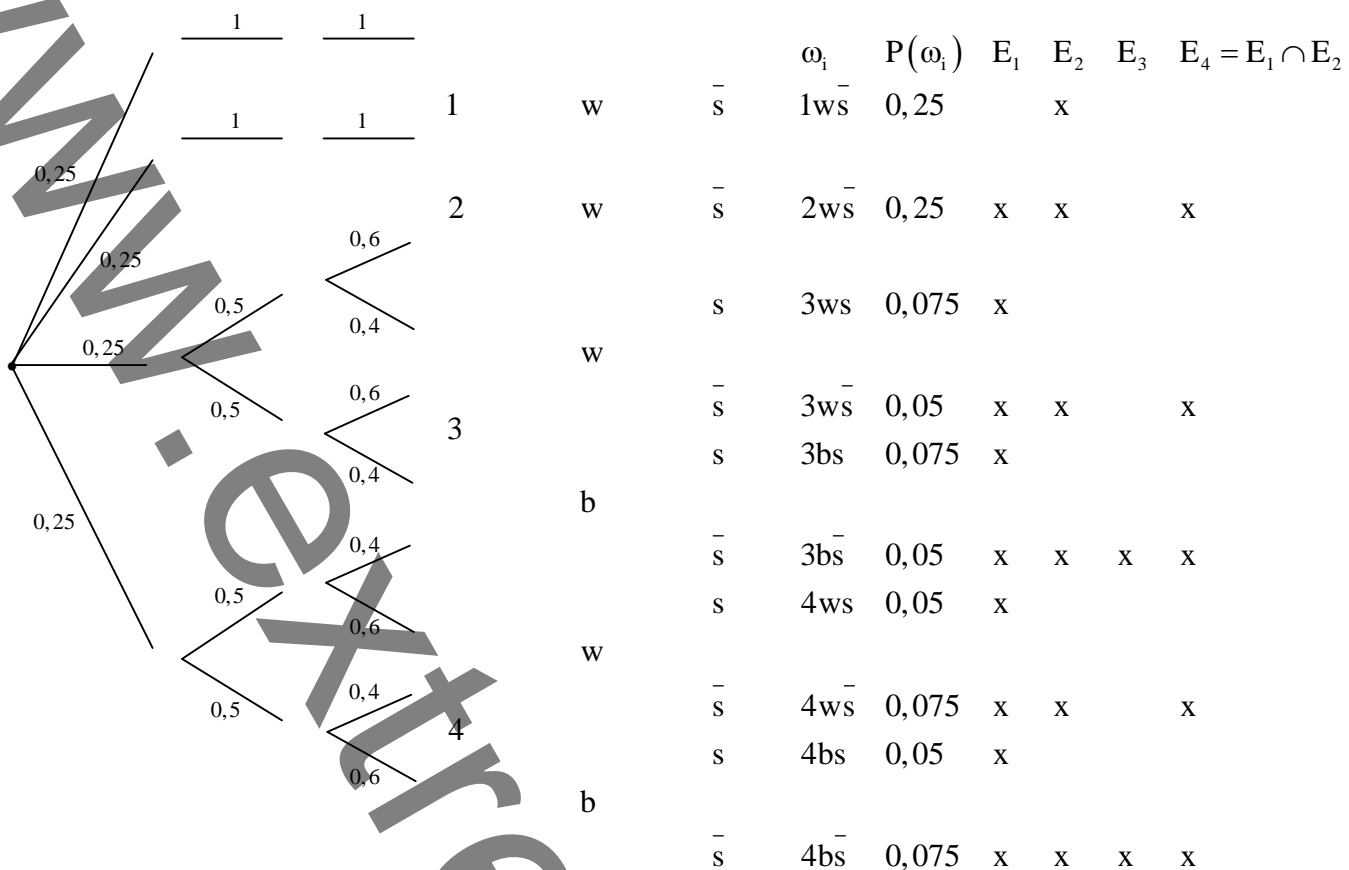 1 1
ωᵢ P(ωᵢ) E₁ E₂ E₃ E₄ = E₁ ∩ E₂
1 w s̄ 1ws̄ 0,25 x
1 1
0,25
2 w s̄ 2ws̄ 0,25 x x x
0,6
0,25
0,5 s 3ws 0,075 x
0,4
0,25 w
0,6
0,5 s̄ 3ws̄ 0,05 x x x
3
s 3bs 0,075 x
0,4
b
0,25
0,4 s̄ 3bs̄ 0,05 x x x x
0,5 s 4ws 0,05 x
0,6
w
0,4
0,5 s̄ 4ws̄ 0,075 x x x
4
s 4bs 0,05 x
0,6
b
s̄ 4bs̄ 0,075 x x x x
ww.extre